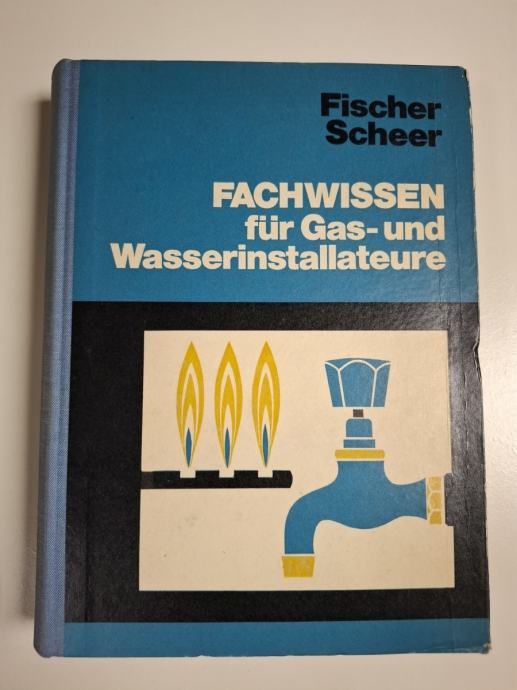 Fischer
Scheer
FACHWISSEN
für Gas- und
Wasserinstallateure